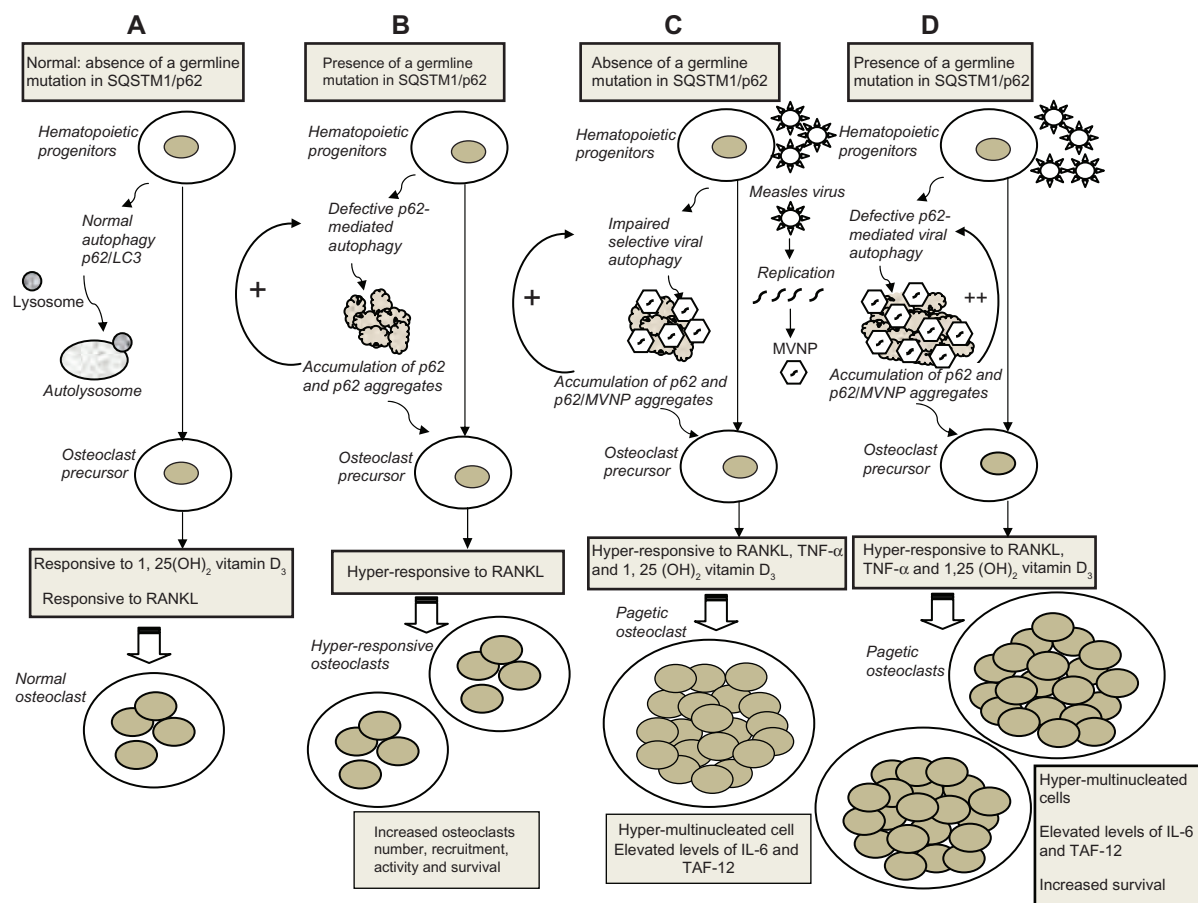 A
Normal: absence of a germline
mutation in SQSTM1/p62
Hematopoietic
progenitors
Normal
autophagy
p62/LC3
Lysosome
Autolysosome
Osteoclast
precursor
Responsive to 1, 25(OH)₂ vitamin D₃
Responsive to RANKL
Normal
osteoclast
B
Presence of a germline
mutation in SQSTM1/p62
Hematopoietic
progenitors
Defective p62-
mediated
autophagy
+
Accumulation of p62
and p62 aggregates
Osteoclast
precursor
Hyper-responsive to RANKL
Hyper-responsive
osteoclasts
Increased osteoclasts
number, recruitment,
activity and survival
C
Absence of a germline
mutation in SQSTM1/p62
Hematopoietic
progenitors
Measles virus
Impaired
selective viral
autophagy
Replication
+
MVNP
Accumulation of p62 and
p62/MVNP aggregates
Osteoclast
precursor
Hyper-responsive to RANKL, TNF-α
and 1, 25 (OH)₂ vitamin D₃
Pagetic
osteoclast
Hyper-multinucleated cell
Elevated levels of IL-6 and
TAF-12
D
Presence of a germline
mutation in SQSTM1/p62
Hematopoietic
progenitors
Defective p62-
mediated viral
autophagy
++
Accumulation of p62 and
p62/MVNP aggregates
Osteoclast
precursor
Hyper-responsive to RANKL,
TNF-α and 1,25 (OH)₂ vitamin D₃
Pagetic
osteoclasts
Hyper-multinucleated
cells
Elevated levels of IL-6
and TAF-12
Increased survival